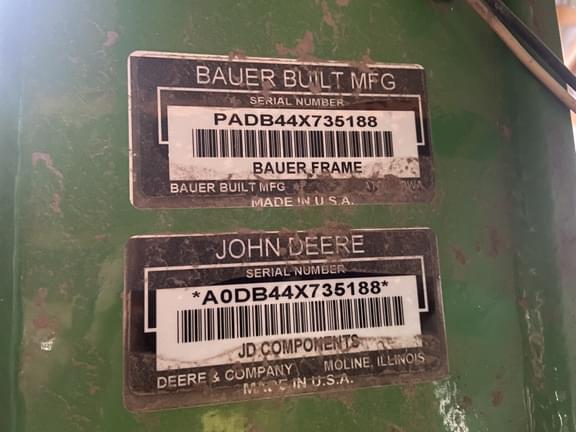 BAUER BUILT MFG
SERIAL NUMBER
PADB44X735188
BAUER FRAME
BAUER BUILT MFG
MADE IN U.S.A.
JOHN DEERE
SERIAL NUMBER
*A0DB44X735188*
JD COMPONENTS
DEERE & COMPANY MOLINE, ILLINOIS
MADE IN U.S.A.